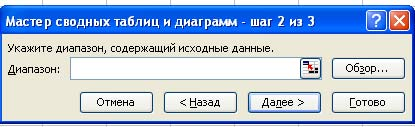 Мастер сводных таблиц и диаграмм - шаг 2 из 3
Укажите диапазон, содержащий исходные данные.
Диапазон:
Обзор...
Отмена
< Назад
Далее >
Готово